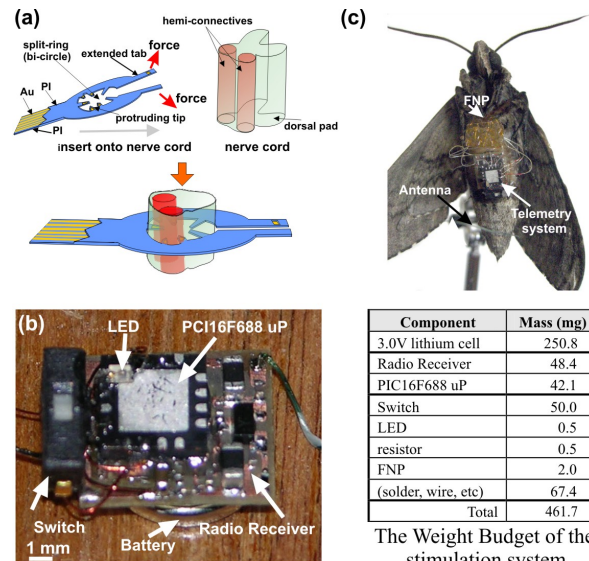 (a)
hemi-connectives
split-ring
(bi-circle)
extended tab
force
Au
PI
force
protruding tip
PI
insert onto nerve cord
dorsal pad
nerve cord
(c)
FNP
Antenna
Telemetry
system
(b)
LED
PCI16F688 uP
Switch
Battery
Radio Receiver
1 mm
Component Mass (mg)
3.0V lithium cell 250.8
Radio Receiver 48.4
PIC16F688 uP 42.1
Switch 50.0
LED 0.5
resistor 0.5
FNP 2.0
(solder, wire, etc) 67.4
Total 461.7
The Weight Budget of the
stimulation system